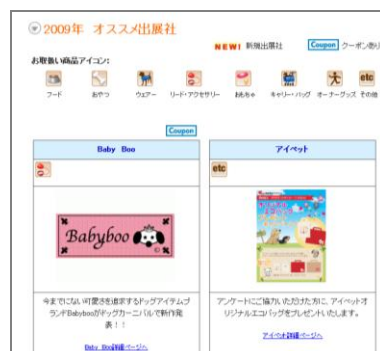 2009年 オススメ出展社
NEW! 新規出展社 Coupon クーポン有り
お取扱い商品アイコン:
フード おやつ ウェアー リード・アクセサリー おもちゃ キャリー・バッグ オーナーグッズ その他
etc
Coupon
Baby Boo
アイペット
etc
Babyboo
今までにない可愛さを追求するドッグアイテムブ
ランドBabybooがドッグカーニバルで新作発
表!!
Baby Boo詳細ページへ
アンケートにご協力いただけた方に、アイペットオ
リジナルエコバッグをプレゼントいたします。
アイペット詳細ページへ